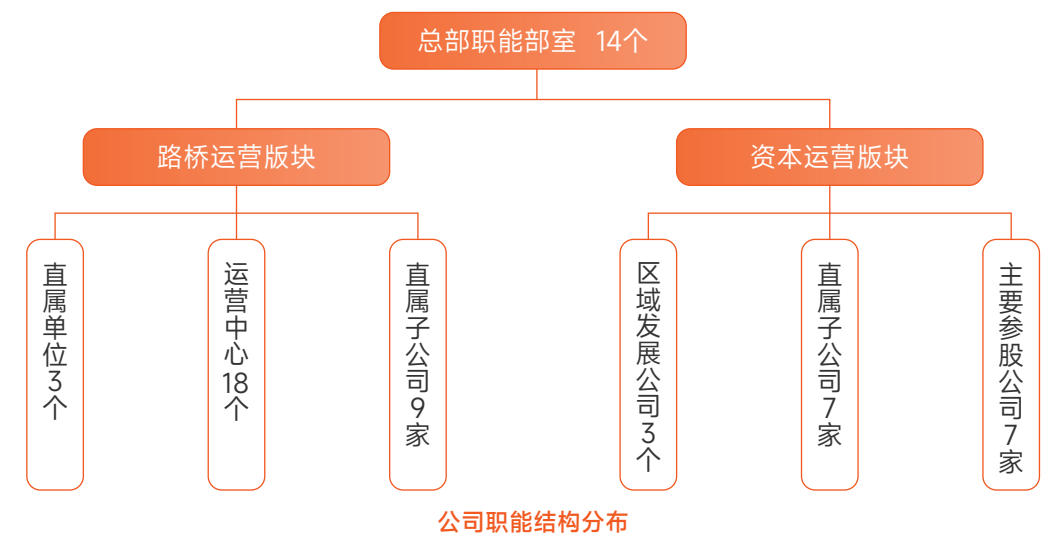 总部职能部室 14个
路桥运营版块
资本运营版块
直属单位3个
运营中心18个
直属子公司9家
区域发展公司3个
直属子公司7家
主要参股公司7家
公司职能结构分布